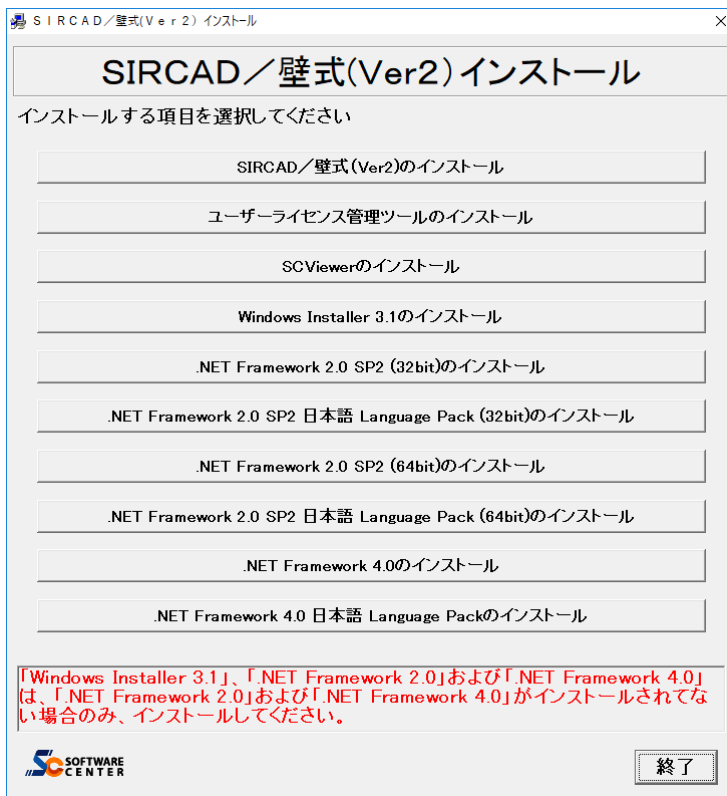 SIRCAD/壁式(Ver2) インストール
SIRCAD/壁式(Ver2)インストール
インストールする項目を選択してください
SIRCAD/壁式(Ver2)のインストール
ユーザーライセンス管理ツールのインストール
SCViewerのインストール
Windows Installer 3.1のインストール
.NET Framework 2.0 SP2 (32bit)のインストール
.NET Framework 2.0 SP2 日本語 Language Pack (32bit)のインストール
.NET Framework 2.0 SP2 (64bit)のインストール
.NET Framework 2.0 SP2 日本語 Language Pack (64bit)のインストール
.NET Framework 4.0のインストール
.NET Framework 4.0 日本語 Language Packのインストール
「Windows Installer 3.1」、「.NET Framework 2.0」および「.NET Framework 4.0」
は、「.NET Framework 2.0」および「.NET Framework 4.0」がインストールされてな
い場合のみ、インストールしてください。
SC SOFTWARE
CENTER
終了